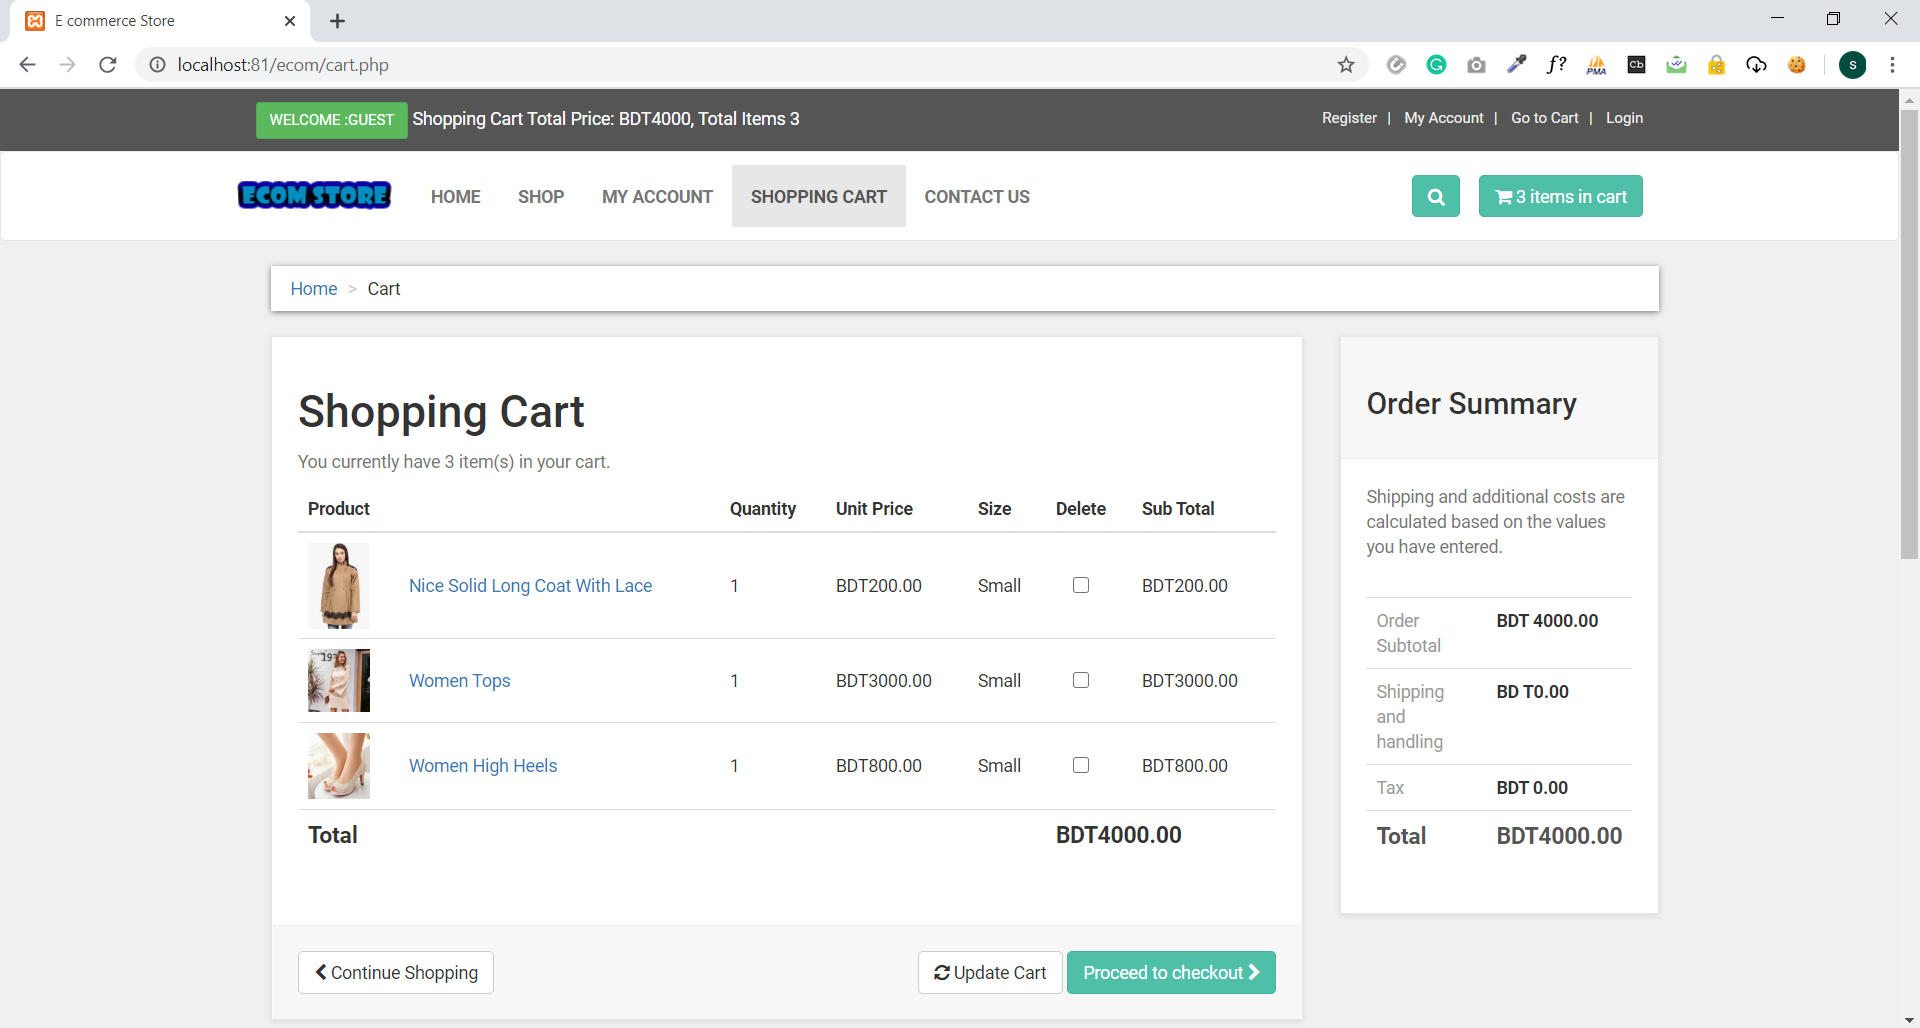 E commerce Store
localhost:81/ecom/cart.php
f?
PMA
Cb
S
WELCOME :GUEST Shopping Cart Total Price: BDT4000, Total Items 3
Register | My Account | Go to Cart | Login
ECOM STORE HOME SHOP MY ACCOUNT SHOPPING CART CONTACT US 3 items in cart
Home > Cart
Shopping Cart
You currently have 3 item(s) in your cart.
Product Quantity Unit Price Size Delete Sub Total
Nice Solid Long Coat With Lace 1 BDT200.00 Small BDT200.00
Women Tops 1 BDT3000.00 Small BDT3000.00
Women High Heels 1 BDT800.00 Small BDT800.00
Total BDT4000.00
Continue Shopping Update Cart Proceed to checkout
Order Summary
Shipping and additional costs are
calculated based on the values
you have entered.
Order BDT 4000.00
Subtotal
Shipping BD T0.00
and
handling
Tax BDT 0.00
Total BDT4000.00